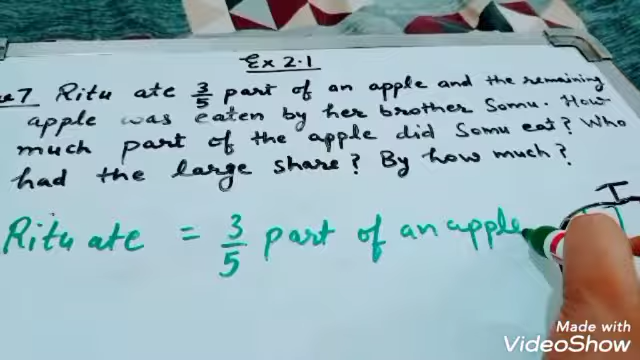 Ex 2.1
7 Ritu ate 3/5 part of an apple and the remaining
apple was eaten by her brother Somu. How
much part of the apple did Somu eat? Who
had the large share? By how much?
Ritu ate = 3/5 part of an apple
Made with
VideoShow